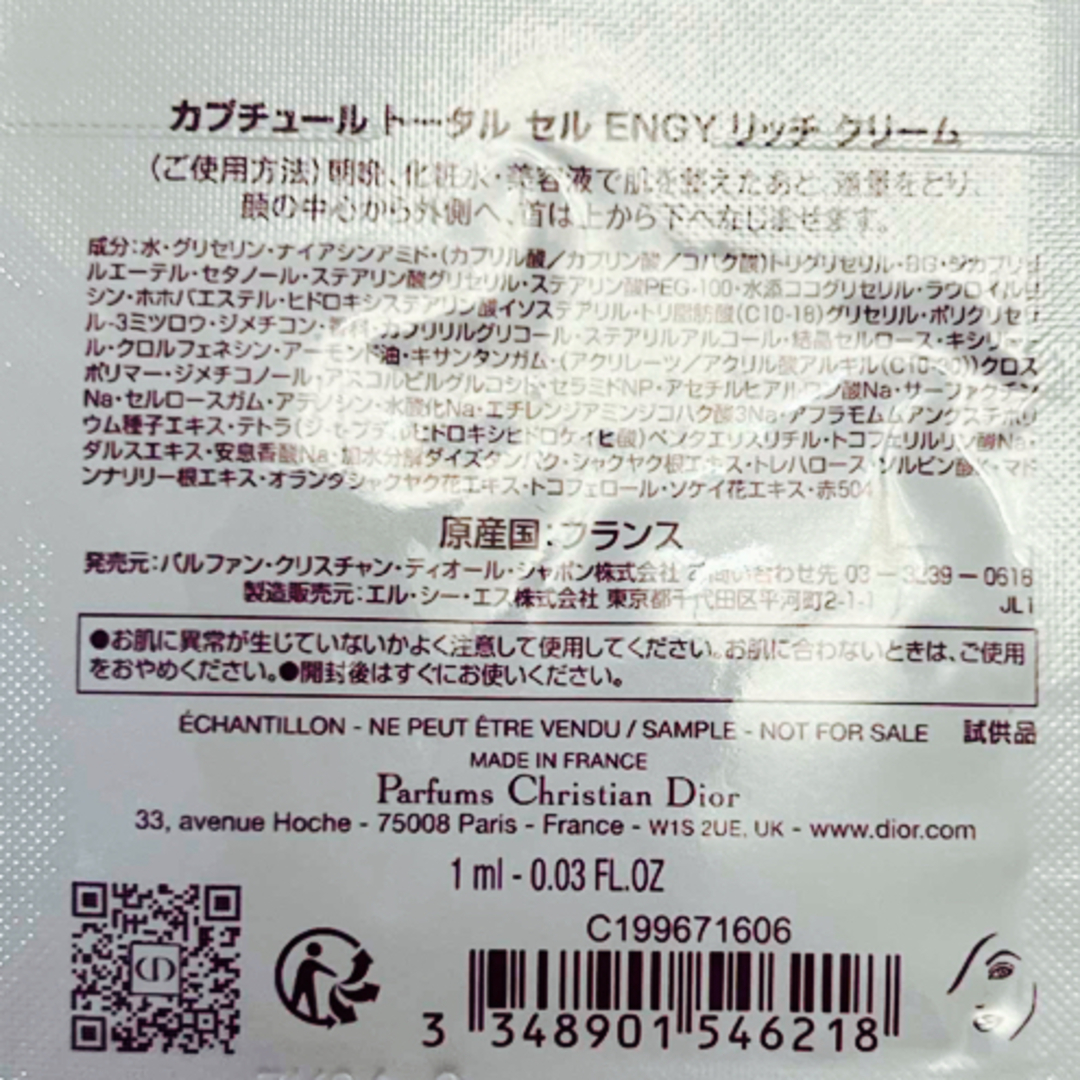 カプチュール トータル セル ENGY リッチ クリーム
(ご使用方法)朝晩、化粧水・美容液で肌を整えたあと、適量をとり、
顔の中心から外側へ、首は上から下へなじませます。
成分:水・グリセリン・ナイアシンアミド・(カプリル酸/カプリン酸/コハク酸)トリグリセリル・BG・ジカプリリ
ルエーテル・セタノール・ステアリン酸グリセリル・ステアリン酸PEG-100・水添ココグリセリル・ラウロイルリ
シン・ホホバエステル・ヒドロキシステアリン酸イソステアリル・トリ脂肪酸(C10-18)グリセリル・ポリグリセリ
ル-3ミツロウ・ジメチコン・香料・カプリリルグリコール・ステアリルアルコール・結晶セルロース・キシリトー
ル・クロルフェネシン・アーモンド油・キサンタンガム・(アクリレーツ/アクリル酸アルキル(C10-30))クロス
ポリマー・ジメチコノール・アスコルビルグルコシド・セラミドNP・アセチルヒアルロン酸Na・サーファクチン
Na・セルロースガム・アデノシン・水酸化Na・エチレンジアミンジコハク酸3Na・アフラモムムアングスチホリ
ウム種子エキス・テトラ(ジ-t-ブチルヒドロキシヒドロケイヒ酸)ペンタエリスリチル・トコフェリルリン酸Na・
ダルスエキス・安息香酸Na・加水分解ダイズタンパク・シャクヤク根エキス・トレハロース・ソルビン酸K・マド
ンナリリー根エキス・オランダシャクヤク花エキス・トコフェロール・ソケイ花エキス・赤504
原産国:フランス
発売元:パルファン・クリスチャン・ディオール・ジャポン株式会社 お問い合わせ先 03-3239-0618
製造販売元:エル・シー・エス株式会社 東京都千代田区平河町2-1-1 JL1
●お肌に異常が生じていないかよく注意して使用してください。お肌に合わないときは、ご使用
をおやめください。●開封後はすぐにお使いください。
ÉCHANTILLON - NE PEUT ÊTRE VENDU / SAMPLE - NOT FOR SALE 試供品
MADE IN FRANCE
Parfums Christian Dior
33, avenue Hoche - 75008 Paris - France - W1S 2UE, UK - www.dior.com
1 ml - 0.03 FL.OZ
C199671606
3 348901 546218